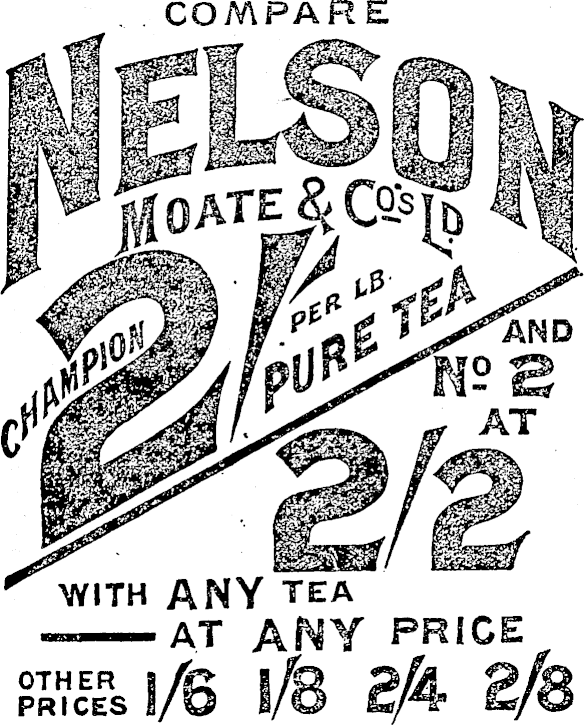 COMPARE
NELSON
MOATE & Co's LD.
CHAMPION 2/- PER LB.
PURE TEA
AND
No 2
AT
2/2
WITH ANY TEA
AT ANY PRICE
OTHER PRICES 1/6 1/8 2/4 2/8